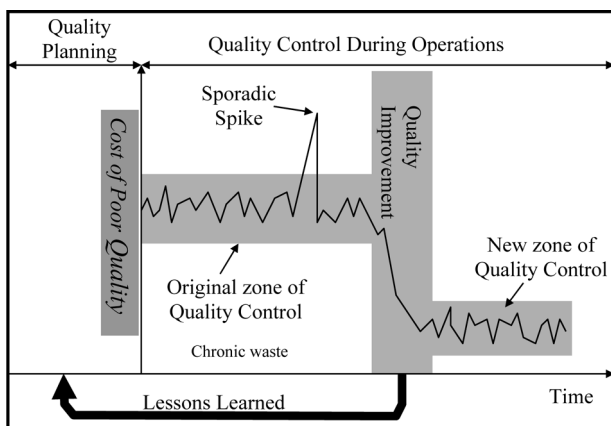 Quality
Planning
Quality Control During Operations
Sporadic
Spike
Quality
Improvement
Cost of Poor Quality
Original zone of
Quality Control
New zone of
Quality Control
Chronic waste
Lessons Learned
Time